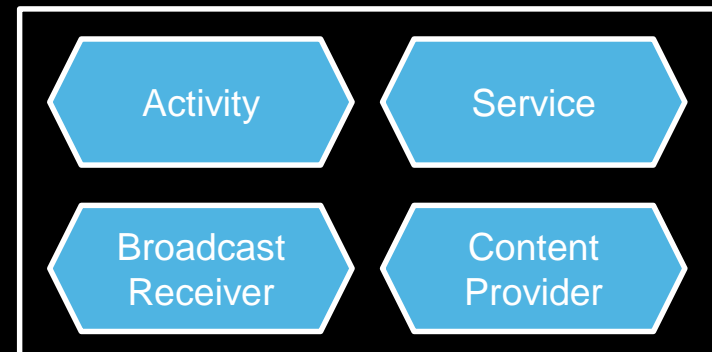 Activity
Service
Broadcast
Receiver
Content
Provider